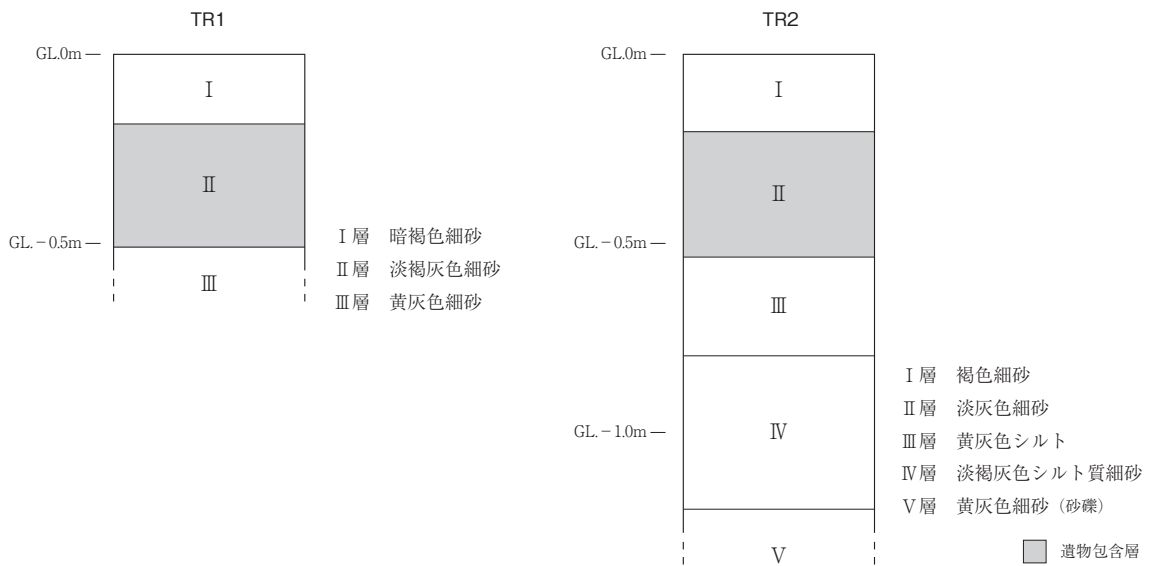 TR1
GL.0m
Ⅰ
Ⅱ
GL.－0.5m
Ⅲ
Ⅰ層　暗褐色細砂
Ⅱ層　淡褐灰色細砂
Ⅲ層　黄灰色細砂
TR2
GL.0m
Ⅰ
Ⅱ
GL.－0.5m
Ⅲ
GL.－1.0m
Ⅳ
Ⅴ
Ⅰ層　褐色細砂
Ⅱ層　淡灰色細砂
Ⅲ層　黄灰色シルト
Ⅳ層　淡褐灰色シルト質細砂
Ⅴ層　黄灰色細砂（砂礫）
遺物包含層